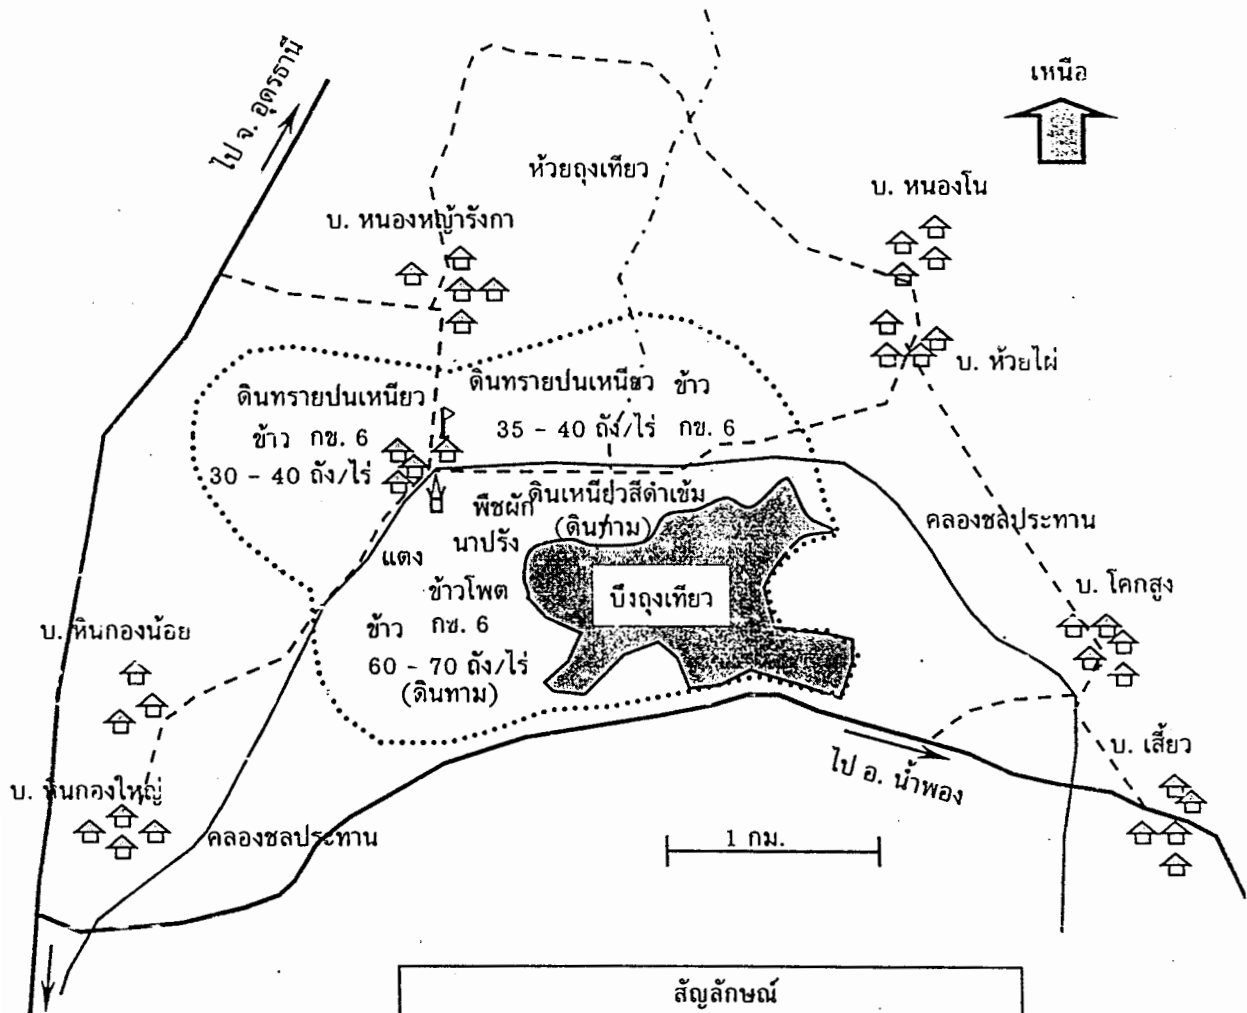 เหนือ
ไป จ. อุดรธานี
ห้วยถุงเทียว
บ. หนองโน
บ. หนองหญ้ารังกา
บ. ห้วยไผ่
ดินทรายปนเหนียว
ข้าว กข. 6
30 - 40 ถัง/ไร่
ดินทรายปนเหนียว ข้าว
35 - 40 ถัง/ไร่ กข. 6
ดินเหนียวสีดำเข้ม
(ดินทาม)
พืชผัก
นาปรัง
แตง
ข้าวโพด
ข้าว กข. 6
60 - 70 ถัง/ไร่
(ดินทาม)
บึงถุงเทียว
คลองชลประทาน
บ. โคกสูง
บ. หินกองน้อย
บ. เสี้ยว
ไป อ. น้ำพอง
บ. หินกองใหญ่
คลองชลประทาน
1 กม.
สัญลักษณ์